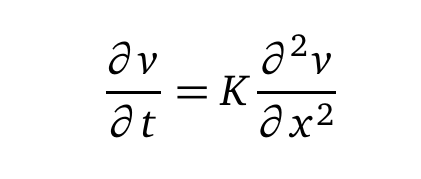 ∂v/∂t = K ∂²v/∂x²